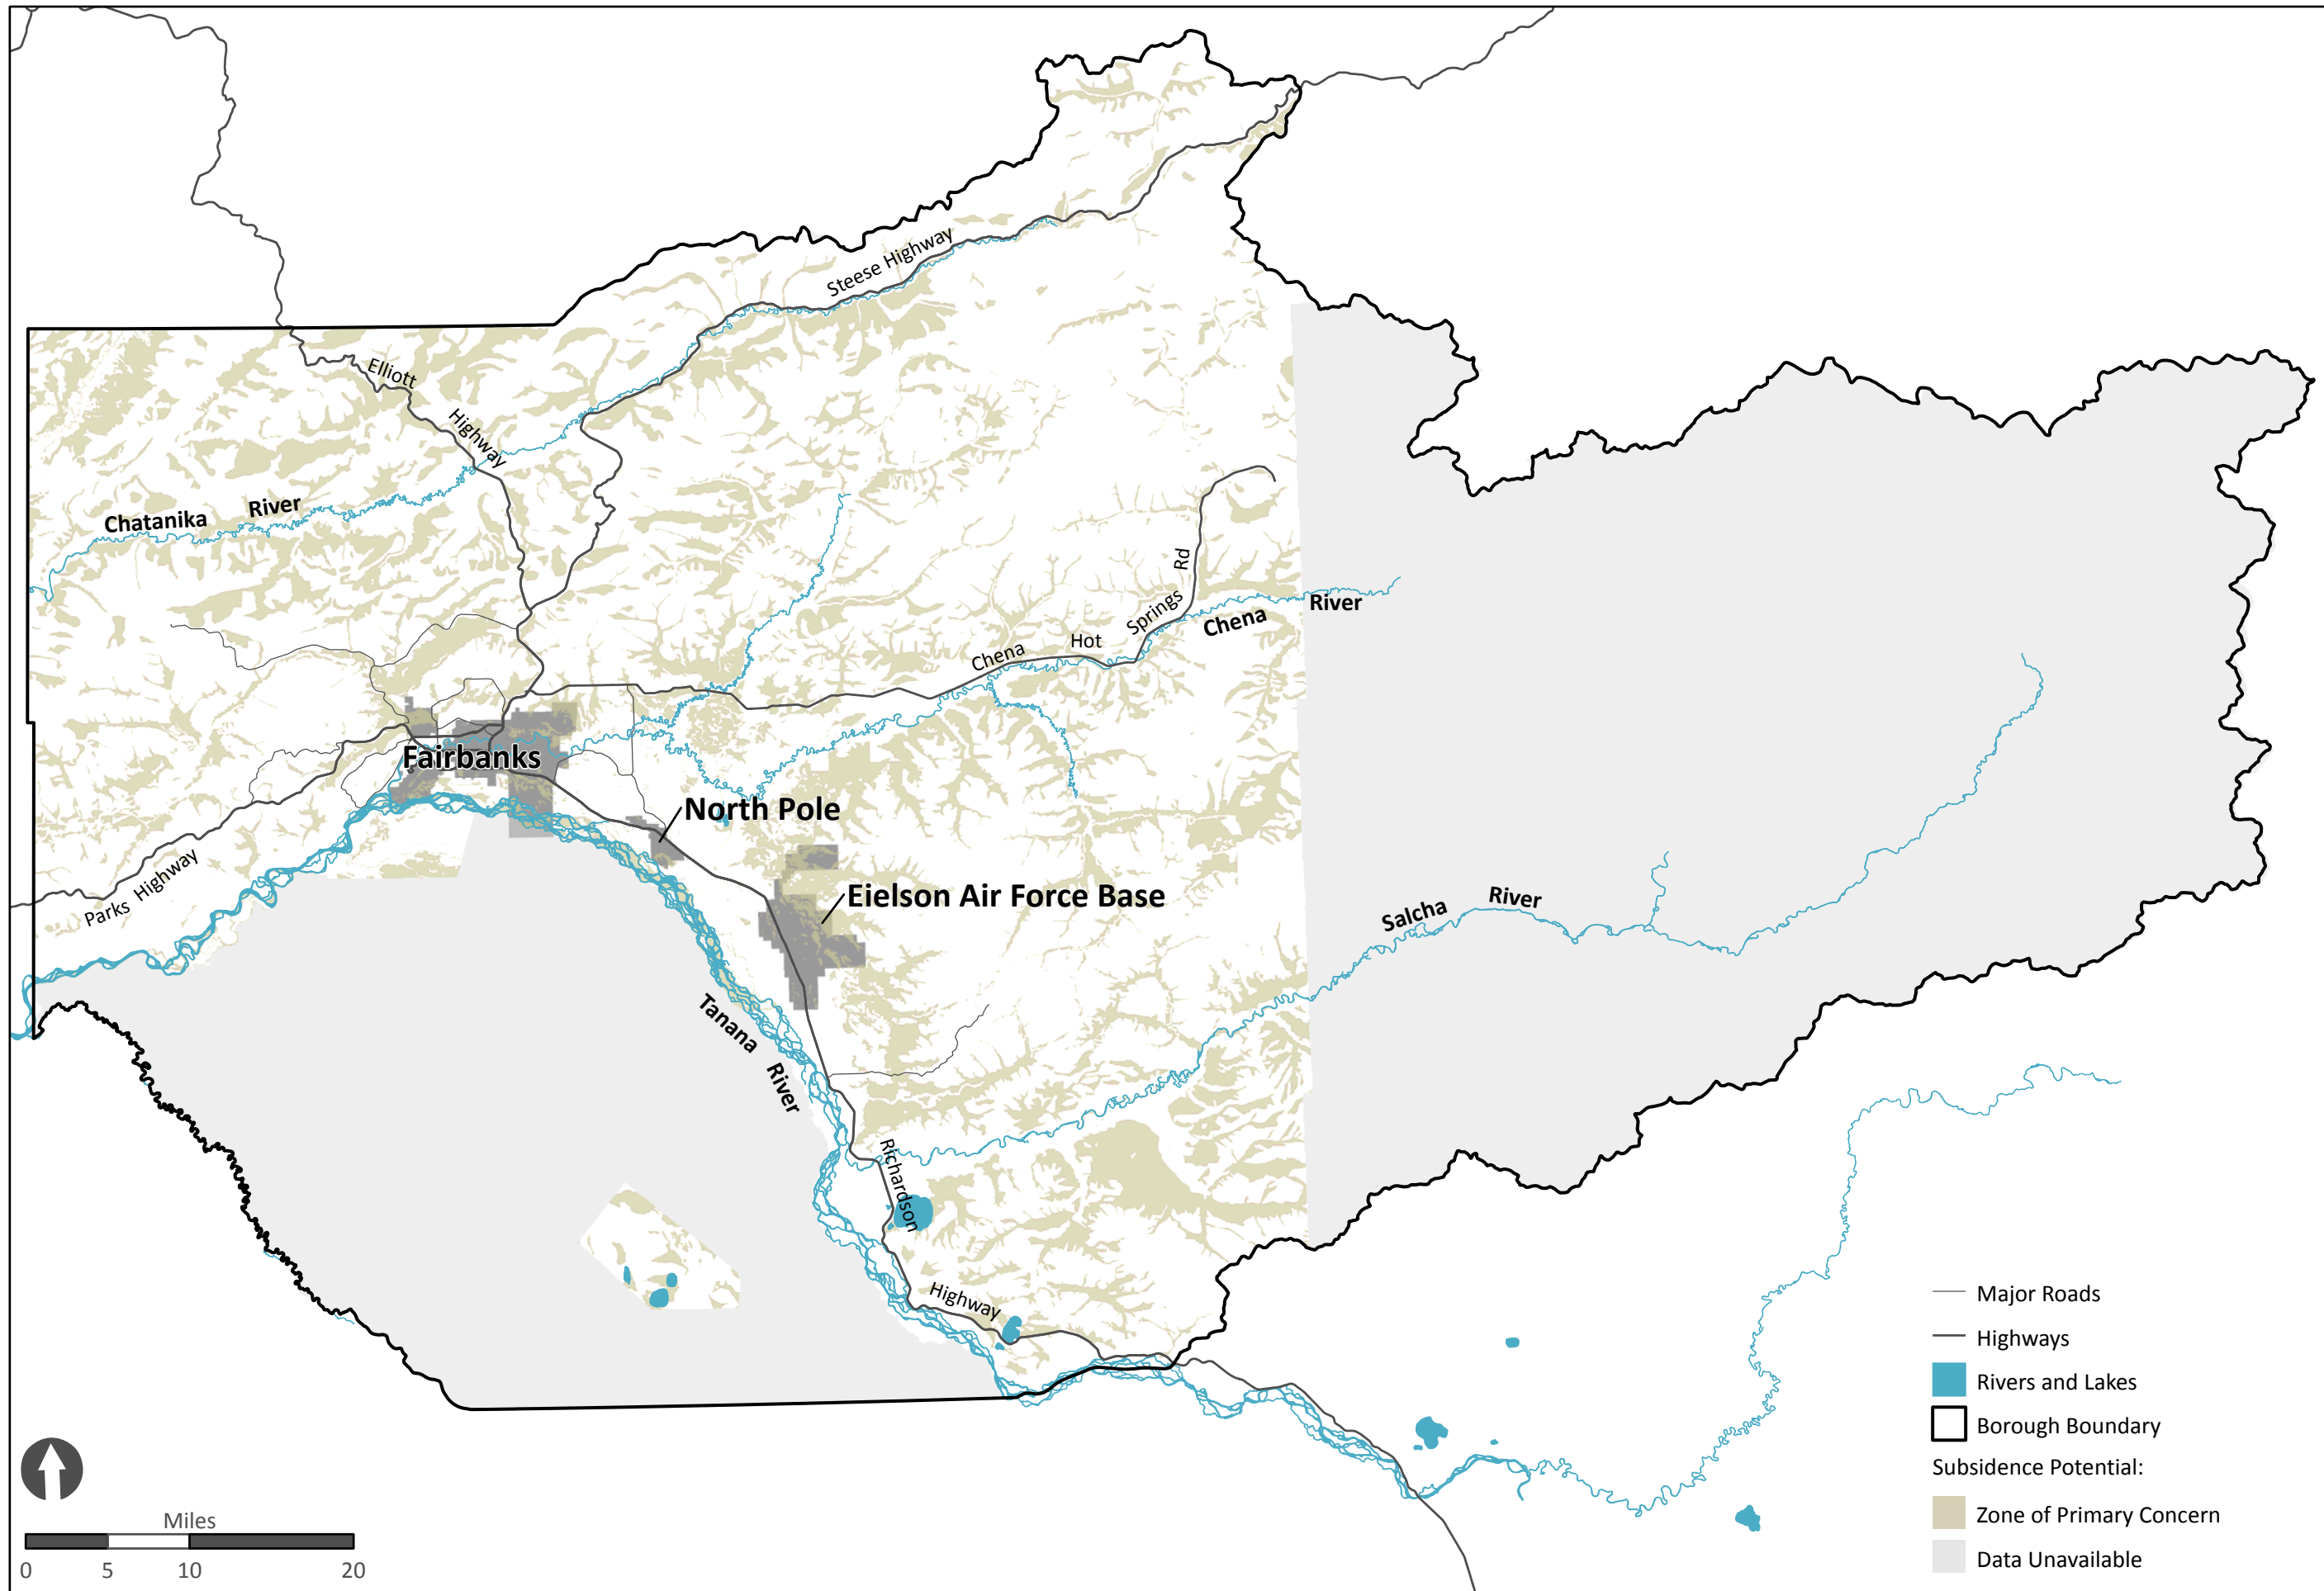 Steese Highway
Elliott
Highway
Chatanika River
Chena Hot Springs Rd
Chena River
Fairbanks
North Pole
Eielson Air Force Base
Parks Highway
Salcha River
Tanana River
Richardson
Highway
Major Roads
Highways
Rivers and Lakes
Borough Boundary
Subsidence Potential:
Zone of Primary Concern
Data Unavailable
Miles
0 5 10 20